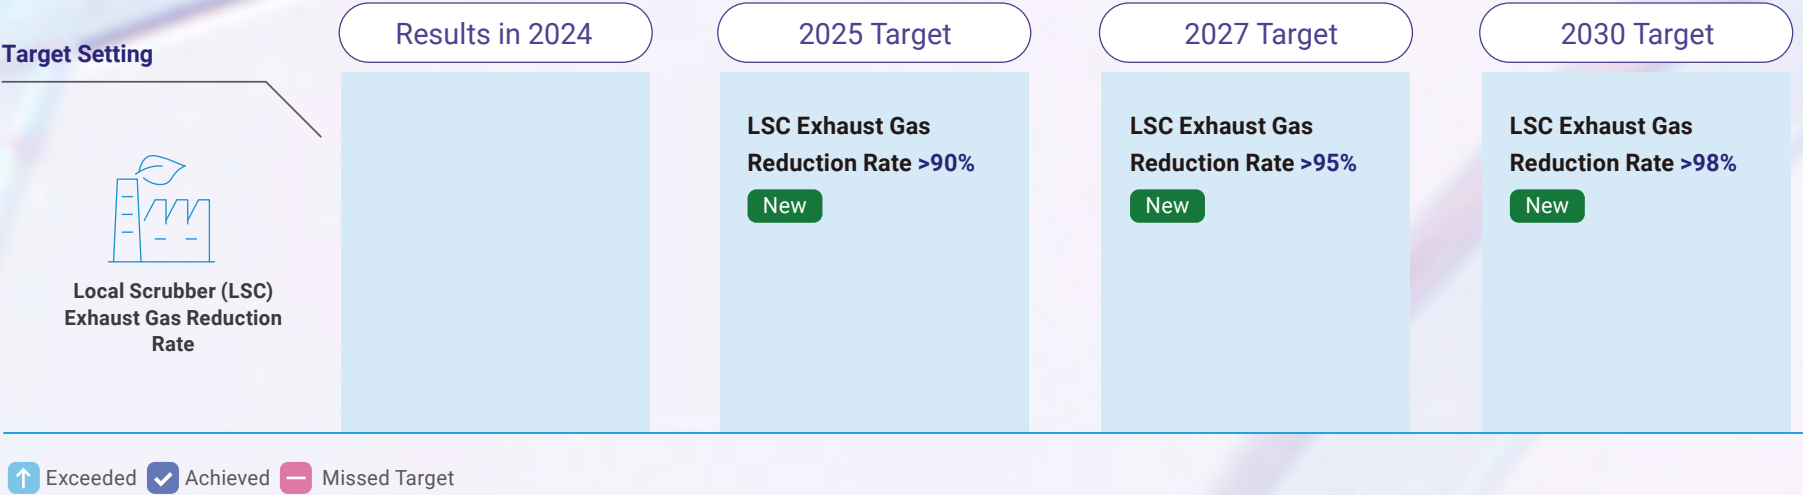 Target Setting
Results in 2024
2025 Target
2027 Target
2030 Target
Local Scrubber (LSC)
Exhaust Gas Reduction
Rate
LSC Exhaust Gas
Reduction Rate >90%
New
LSC Exhaust Gas
Reduction Rate >95%
New
LSC Exhaust Gas
Reduction Rate >98%
New
Exceeded Achieved Missed Target